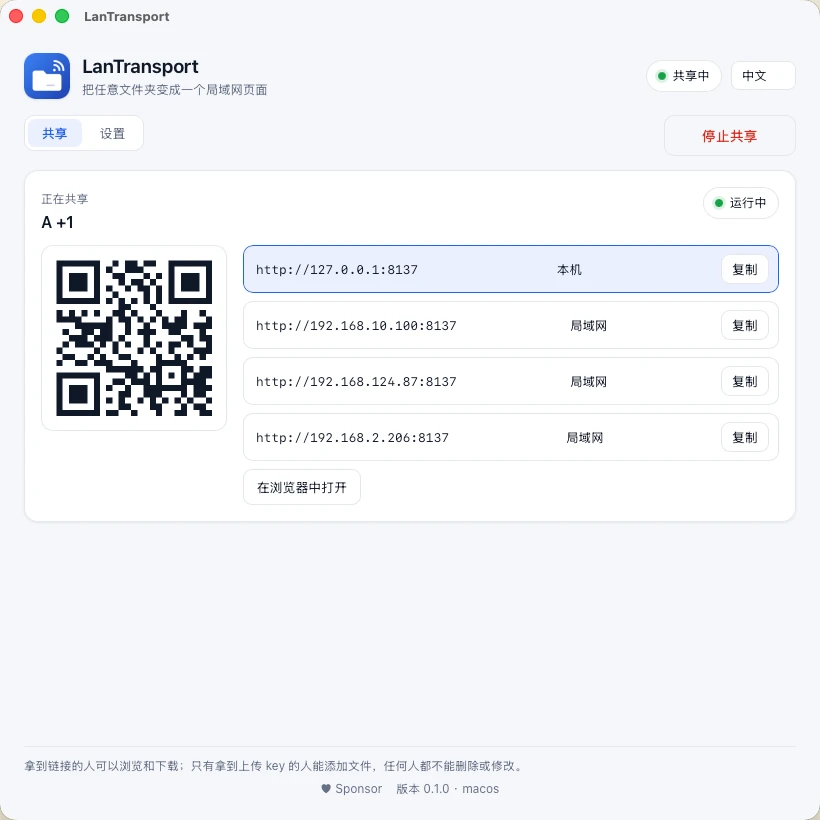 LanTransport
LanTransport
把任意文件夹变成一个局域网页面
共享中
中文
共享
设置
停止共享
正在共享
A +1
运行中
http://127.0.0.1:8137 本机 复制
http://192.168.10.100:8137 局域网 复制
http://192.168.124.87:8137 局域网 复制
http://192.168.2.206:8137 局域网 复制
在浏览器中打开
拿到链接的人可以浏览和下载；只有拿到上传 key 的人能添加文件，任何人都不能删除或修改。
♥ Sponsor 版本 0.1.0 · macos